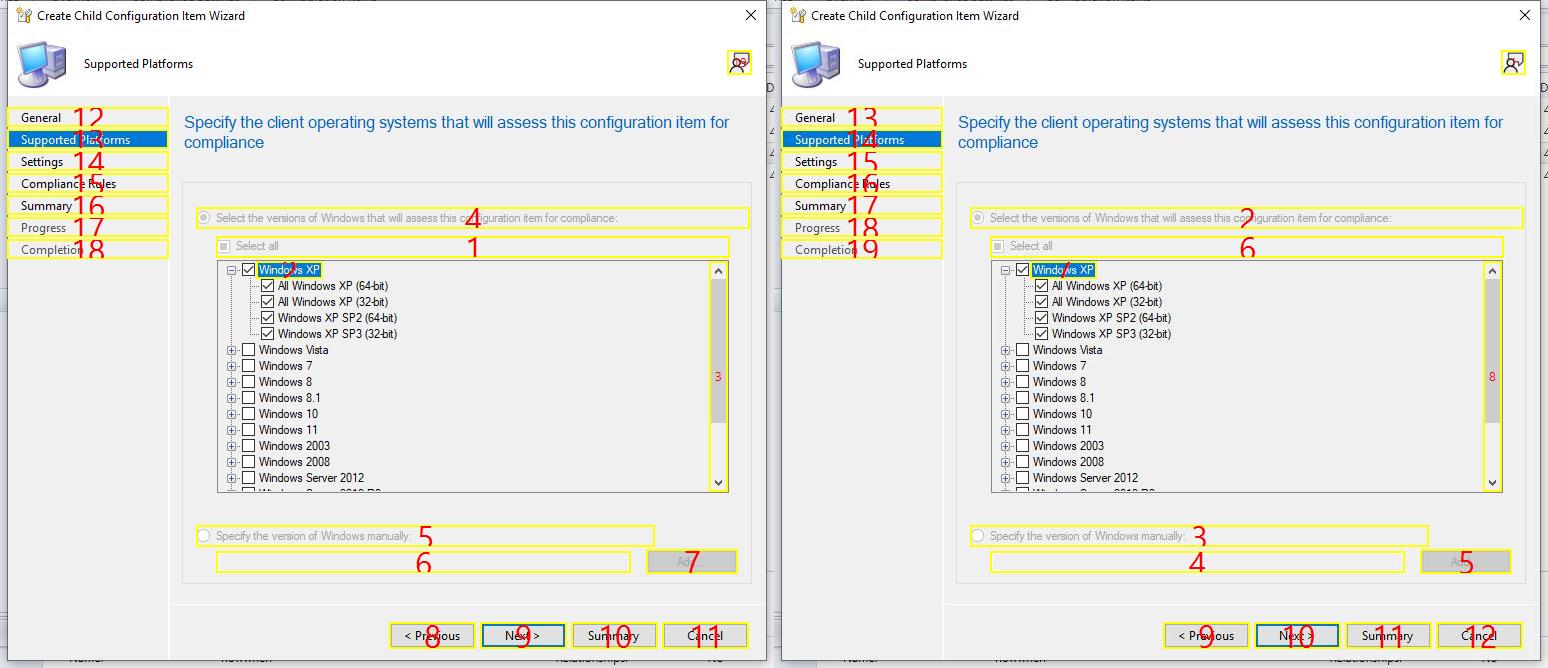 Create Child Configuration Item Wizard
Supported Platforms
19
General 12
Supported Platforms 13
Settings 14
Compliance Rules 15
Summary 16
Progress 17
Completion 18
Specify the client operating systems that will assess this configuration item for
compliance
Select the versions of Windows that will assess this configuration item for compliance: 4
Select all 1
Windows XP 2
All Windows XP (64-bit)
All Windows XP (32-bit)
Windows XP SP2 (64-bit)
Windows XP SP3 (32-bit)
Windows Vista
Windows 7
Windows 8
3
Windows 8.1
Windows 10
Windows 11
Windows 2003
Windows 2008
Windows Server 2012
Specify the version of Windows manually: 5
6
Add... 7
< Previous 8
Next > 9
Summary 10
Cancel 11
Create Child Configuration Item Wizard
Supported Platforms
General 13
Supported Platforms 14
Settings 15
Compliance Rules 16
Summary 17
Progress 18
Completion 19
Specify the client operating systems that will assess this configuration item for
compliance
Select the versions of Windows that will assess this configuration item for compliance: 2
Select all 6
Windows XP 7
All Windows XP (64-bit)
All Windows XP (32-bit)
Windows XP SP2 (64-bit)
Windows XP SP3 (32-bit)
Windows Vista
Windows 7
Windows 8
8
Windows 8.1
Windows 10
Windows 11
Windows 2003
Windows 2008
Windows Server 2012
Specify the version of Windows manually: 3
4
Add... 5
< Previous 9
Next > 10
Summary 11
Cancel 12